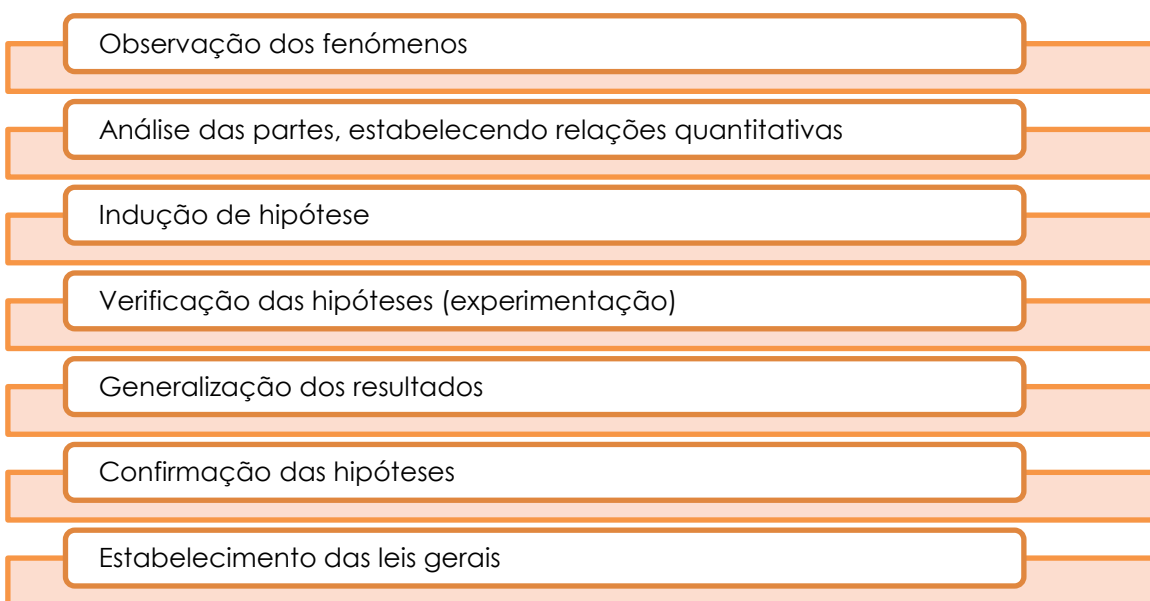 Observação dos fenómenos
Análise das partes, estabelecendo relações quantitativas
Indução de hipótese
Verificação das hipóteses (experimentação)
Generalização dos resultados
Confirmação das hipóteses
Estabelecimento das leis gerais